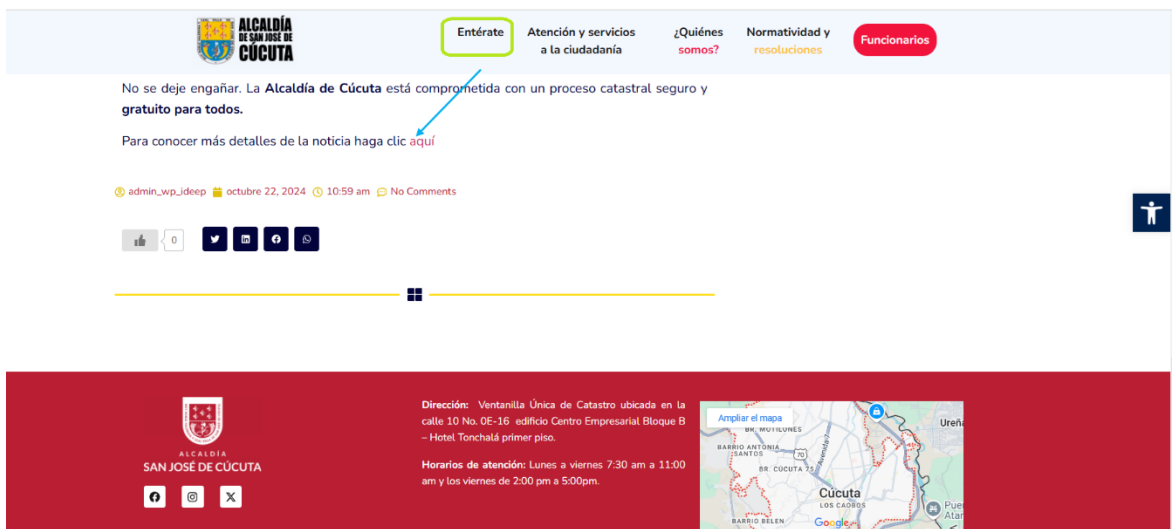 ALCALDÍA
DE SAN JOSÉ DE
CÚCUTA
Entérate
Atención y servicios
a la ciudadanía
¿Quiénes
somos?
Normatividad y
resoluciones
Funcionarios
No se deje engañar. La Alcaldía de Cúcuta está comprometida con un proceso catastral seguro y
gratuito para todos.
Para conocer más detalles de la noticia haga clic aquí
admin_wp_ideep octubre 22, 2024 10:59 am No Comments
0
ALCALDÍA
SAN JOSÉ DE CÚCUTA
Dirección: Ventanilla Única de Catastro ubicada en la
calle 10 No. 0E-16 edificio Centro Empresarial Bloque B
– Hotel Tonchalá primer piso.
Horarios de atención: Lunes a viernes 7:30 am a 11:00
am y los viernes de 2:00 pm a 5:00pm.
Ampliar el mapa
BR. MOTILONES
Ureña
BARRIO ANTONIA
SANTOS
70
Avenida 7
BR. CÚCUTA 75
Cúcuta
LOS CAOBOS
BARRIO BELEN
Google